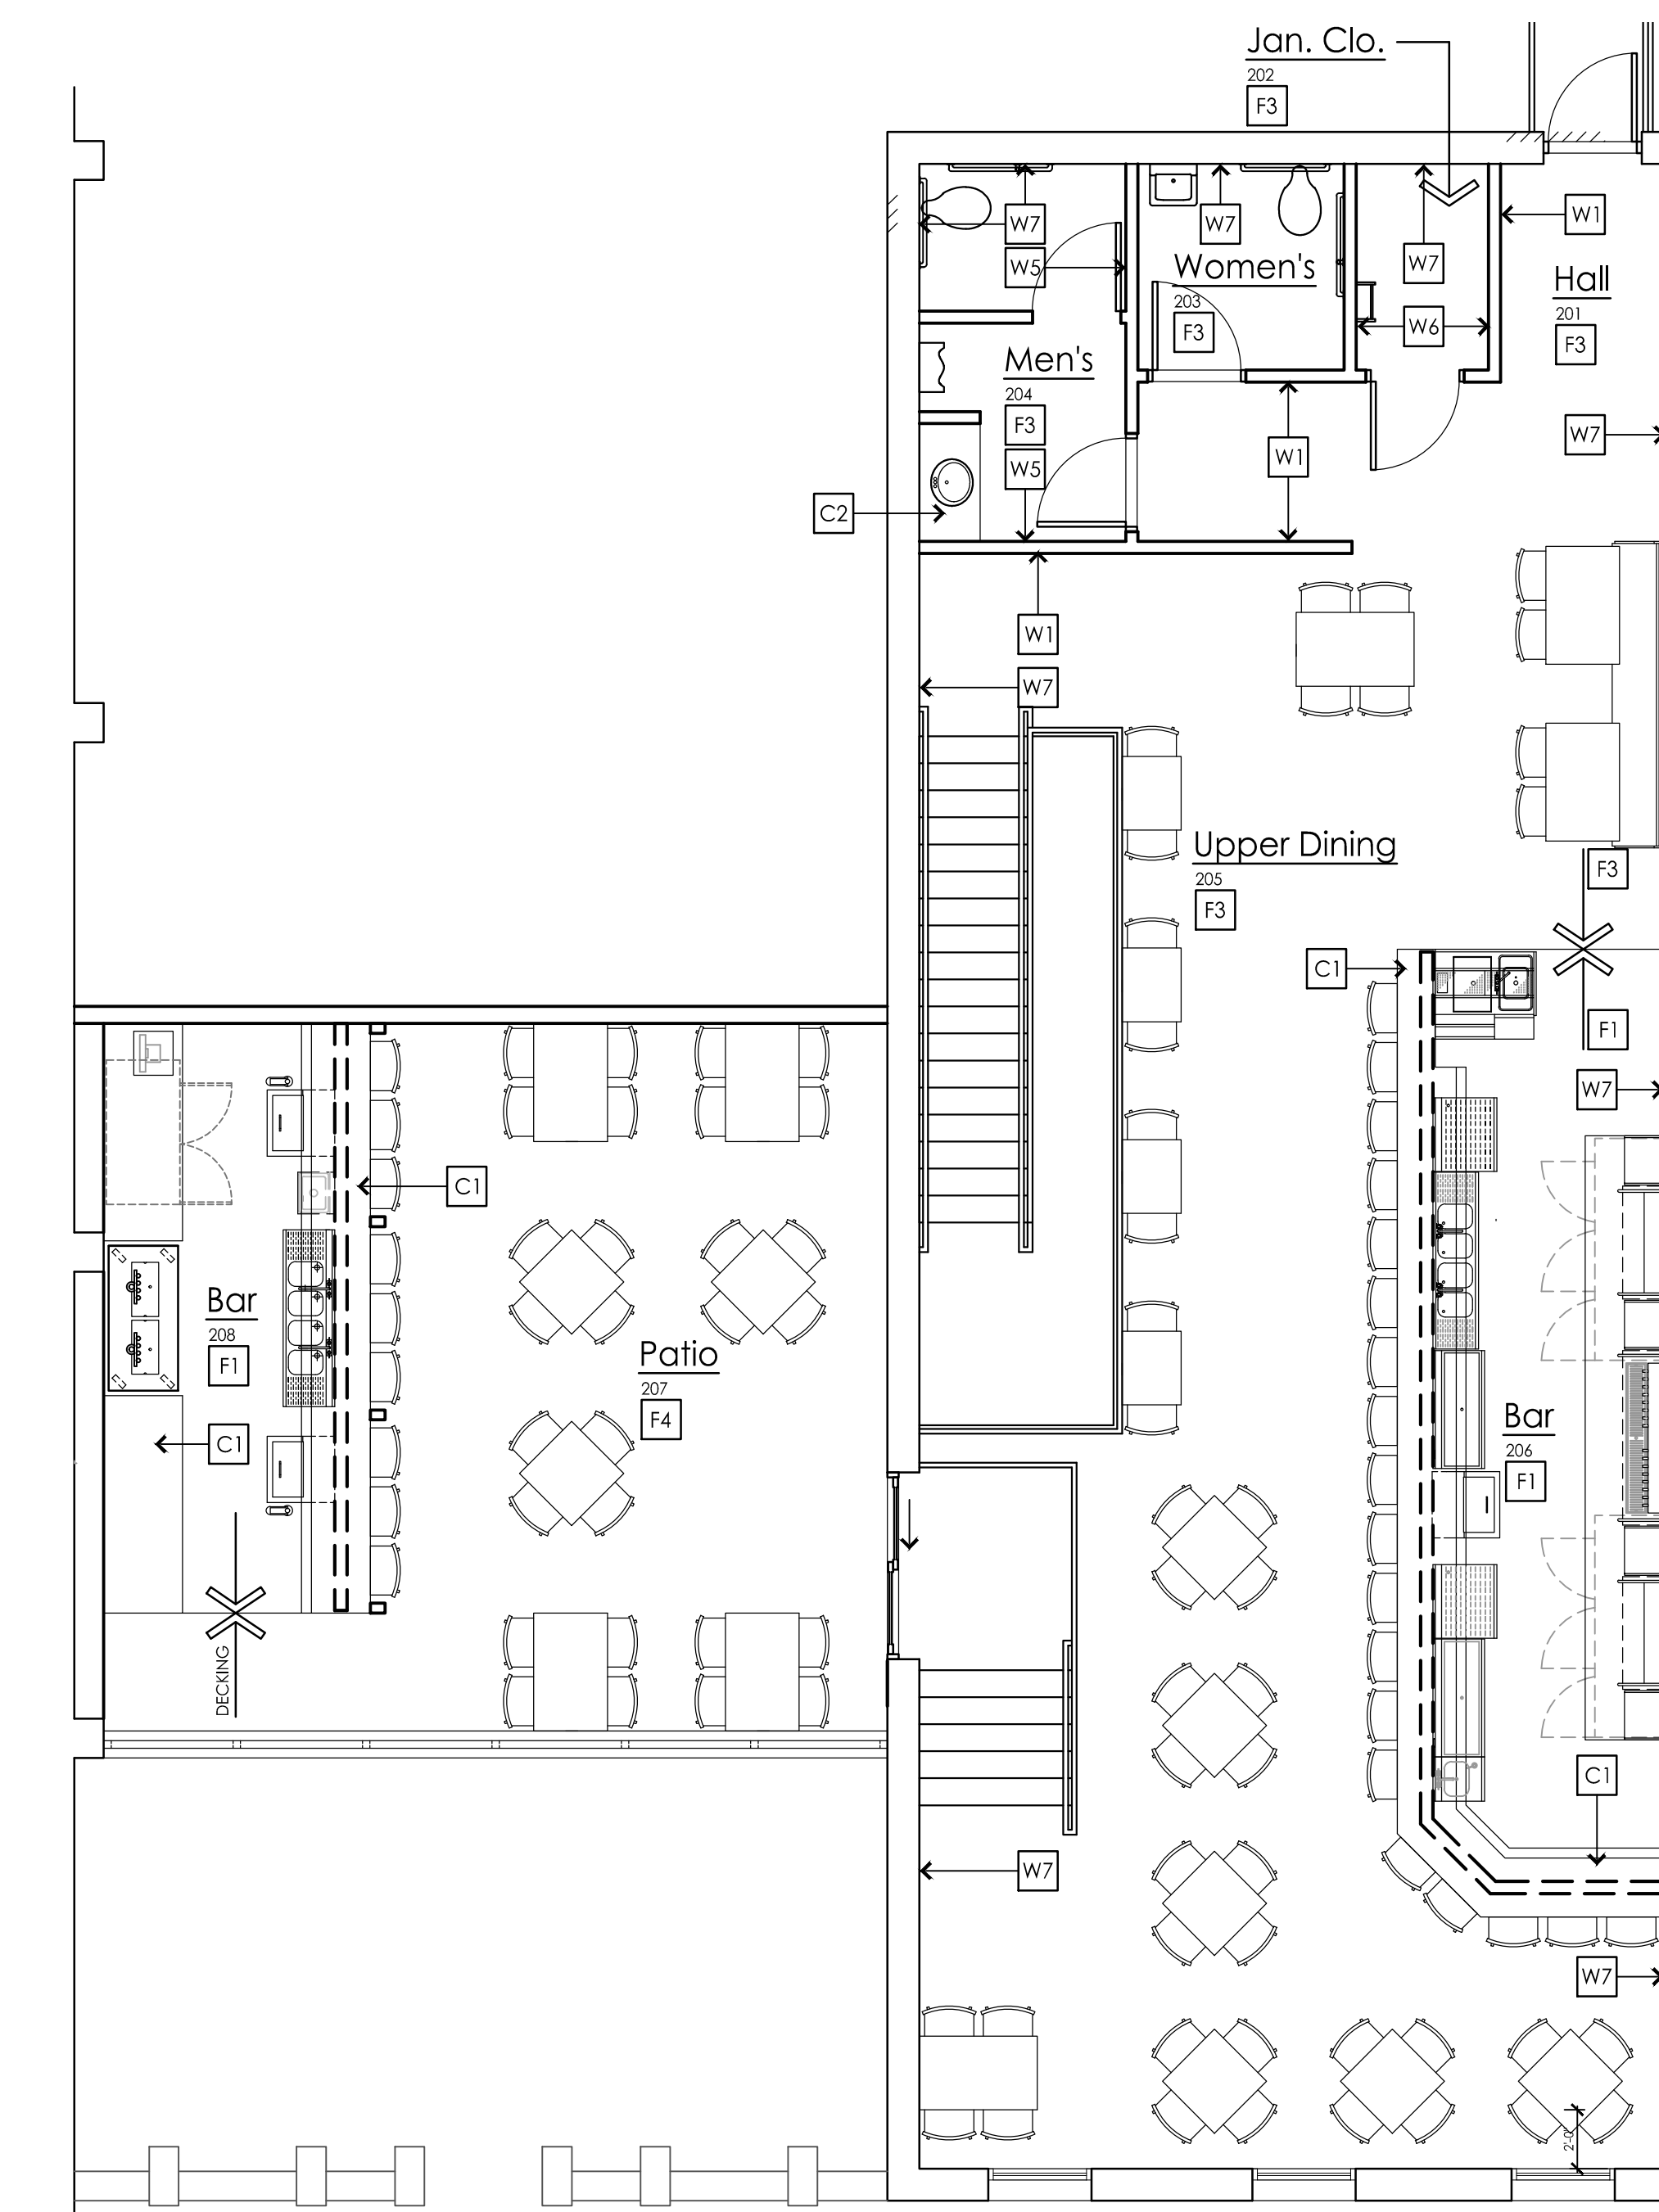 Jan. Clo.
202
F3
W7
W7
W1
W5
Women's
W7
Hall
203
201
F3
W6
F3
Men's
204
F3
W7
W5
W1
C2
W1
W7
Upper Dining
205
F3
F3
C1
F1
W7
C1
Bar
208
F1
Patio
207
F4
C1
Bar
206
F1
DECKING
C1
W7
W7
2'-0"